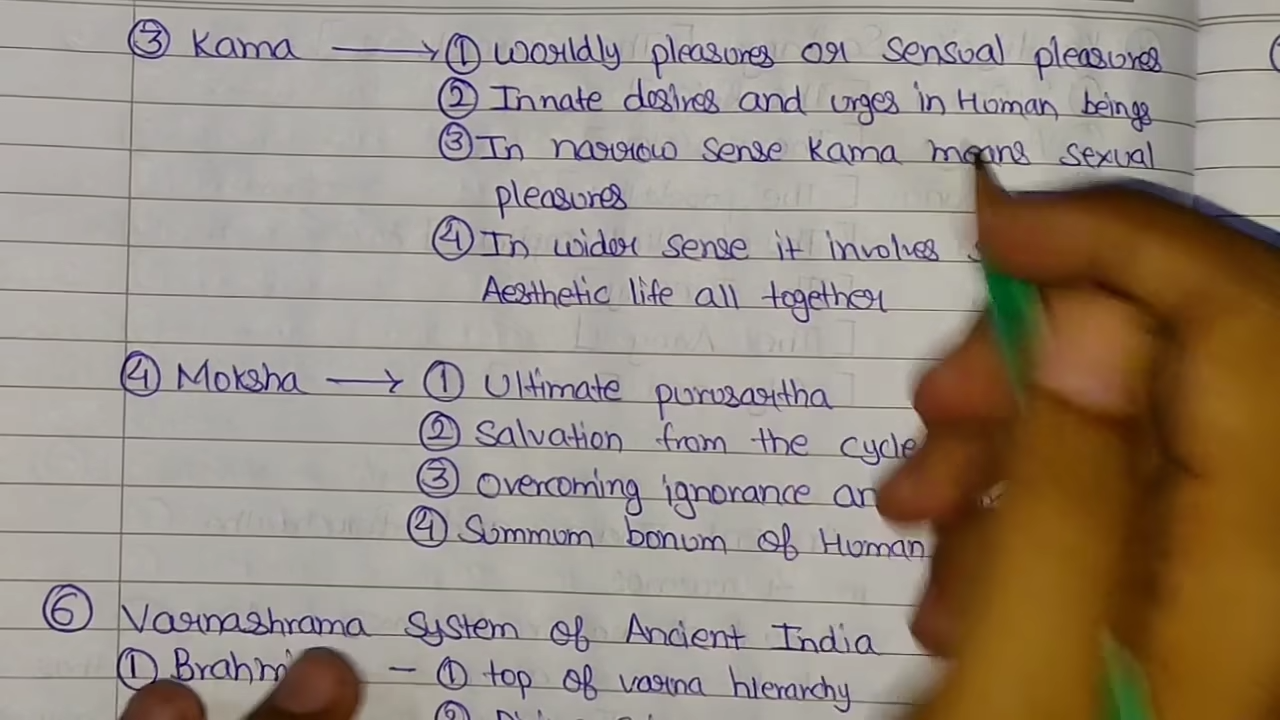 ③ Kama → ① Worldly pleasures or sensual pleasures
② Innate desires and urges in Human beings
③ In narrow sense Kama means sexual
pleasures
④ In wider sense it involves
Aesthetic life all together
④ Moksha → ① Ultimate purusartha
② Salvation from the cycle
③ Overcoming ignorance
④ Summum bonum of Human
⑥ Varnashrama system of Ancient India
① – ① top of varna hierarchy
②